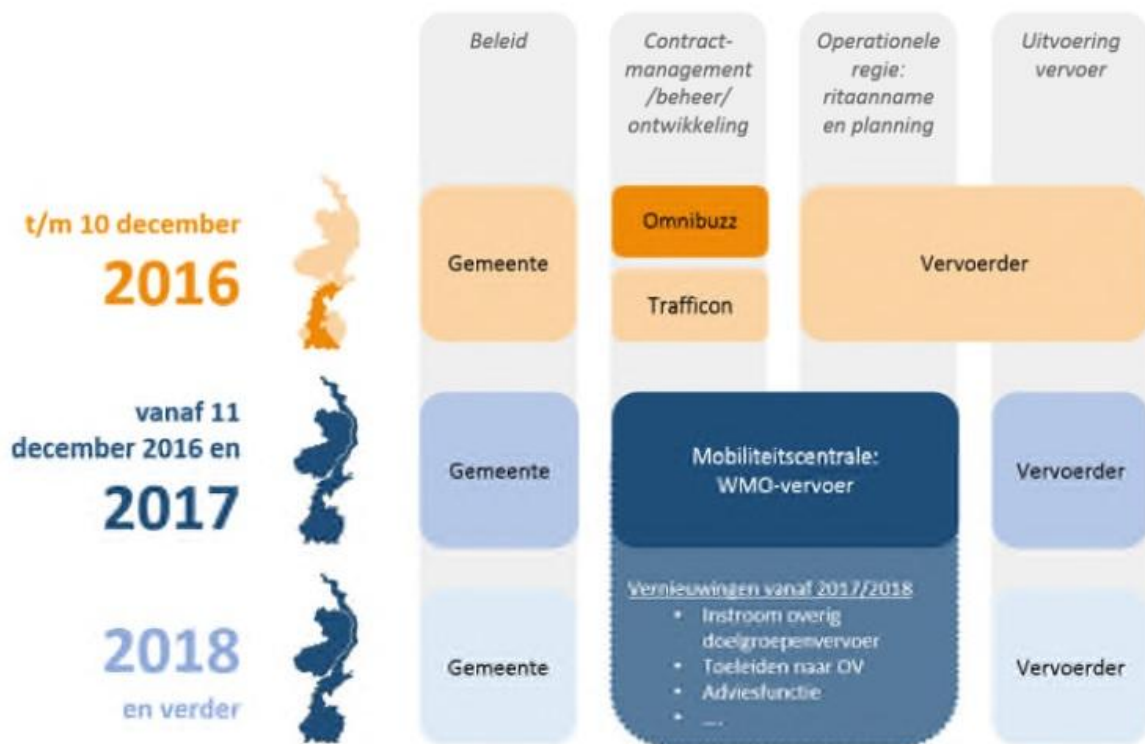 Beleid
Contract-
management
/beheer/
ontwikkeling
Operationele
regie:
ritaanname
en planning
Uitvoering
vervoer
t/m 10 december
2016
Gemeente
Omnibuzz
Trafficon
Vervoerder
vanaf 11
december 2016 en
2017
Gemeente
Mobiliteitscentrale:
WMO-vervoer
Vervoerder
2018
en verder
Gemeente
Vernieuwingen vanaf 2017/2018
• Instroom overig
doelgroepenvervoer
• Toeleiden naar OV
• Adviesfunctie
• ....
Vervoerder